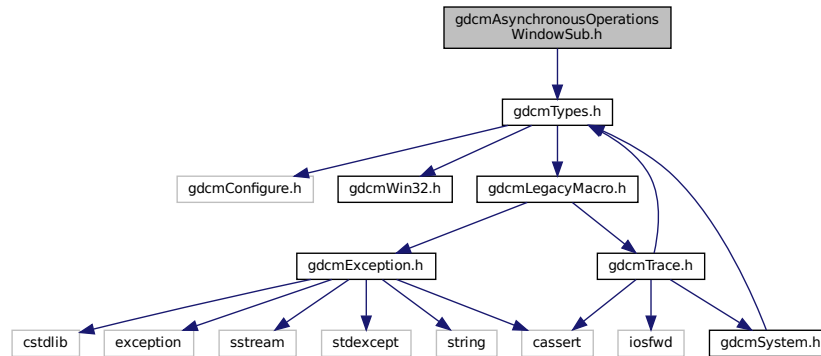 gdcmAsynchronousOperations
WindowSub.h
gdcmTypes.h
gdcmConfigure.h
gdcmWin32.h
gdcmLegacyMacro.h
gdcmException.h
gdcmTrace.h
cstdlib
exception
sstream
stdexcept
string
cassert
iosfwd
gdcmSystem.h